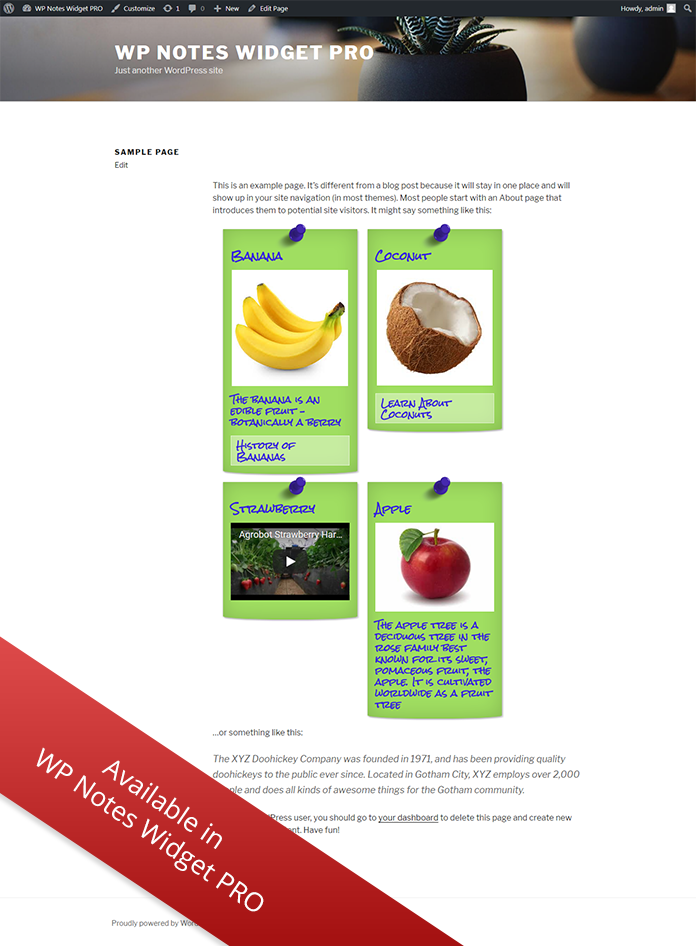 WP Notes Widget PRO Customize 1 0 New Edit Page Howdy, admin
WP NOTES WIDGET PRO
Just another WordPress site
SAMPLE PAGE
Edit
This is an example page. It's different from a blog post because it will stay in one place and will
show up in your site navigation (in most themes). Most people start with an About page that
introduces them to potential site visitors. It might say something like this:
Banana
The banana is an
edible fruit –
botanically a berry
History of
Bananas
Coconut
Learn About
Coconuts
Strawberry
Agrobot Strawberry Har...
Apple
The apple tree is a
deciduous tree in the
rose family best
known for its sweet,
pomaceous fruit, the
apple. It is cultivated
worldwide as a fruit
tree
...or something like this:
The XYZ Doohickey Company was founded in 1971, and has been providing quality
doohickeys to the public ever since. Located in Gotham City, XYZ employs over 2,000
and does all kinds of awesome things for the Gotham community.
user, you should go to your dashboard to delete this page and create new
Have fun!
Available in
WP Notes Widget PRO
Proudly powered by